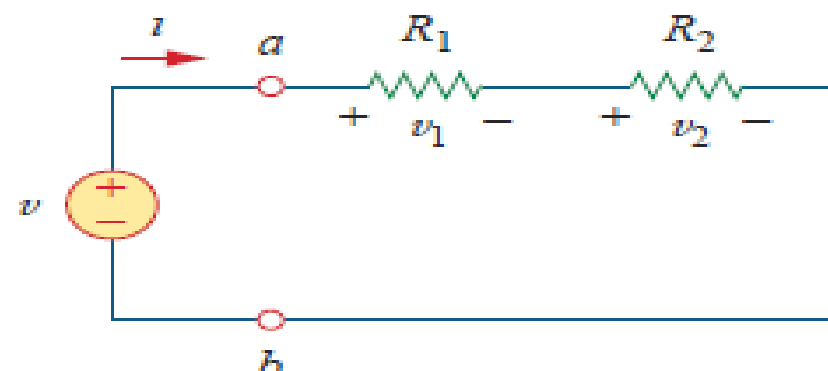 i a R₁ R₂
+ v₁ − + v₂ −
v + −
b